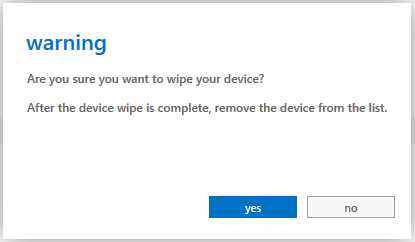 warning
Are you sure you want to wipe your device?
After the device wipe is complete, remove the device from the list.
yes
no